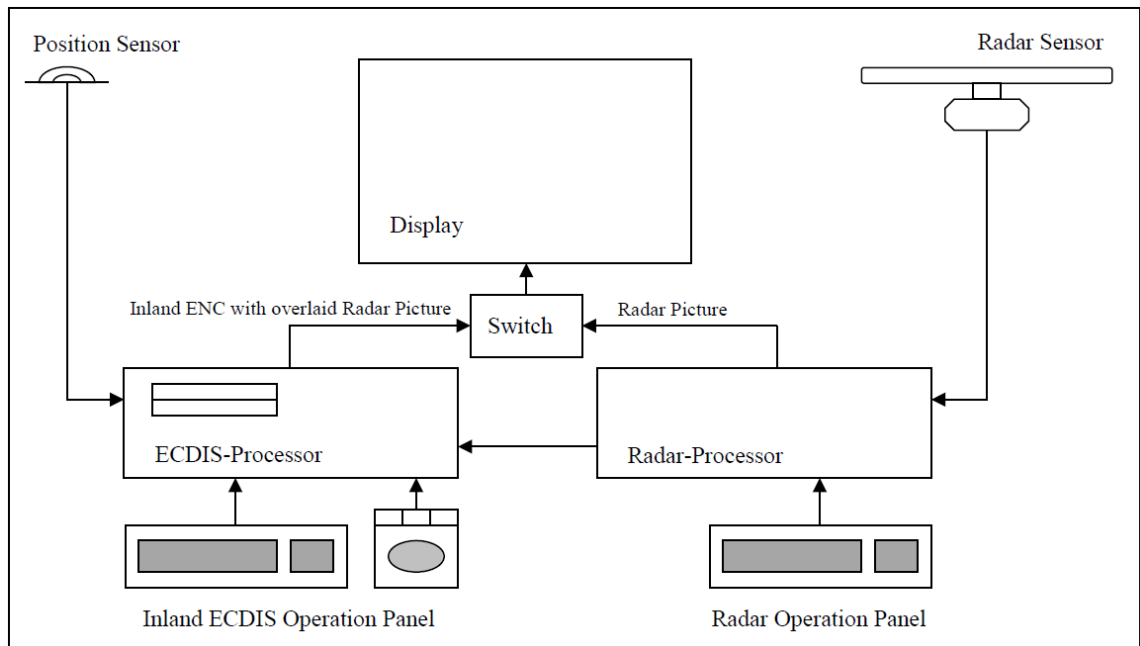 Position Sensor
Radar Sensor
Display
Inland ENC with overlaid Radar Picture
Switch
Radar Picture
ECDIS-Processor
Radar-Processor
Inland ECDIS Operation Panel
Radar Operation Panel